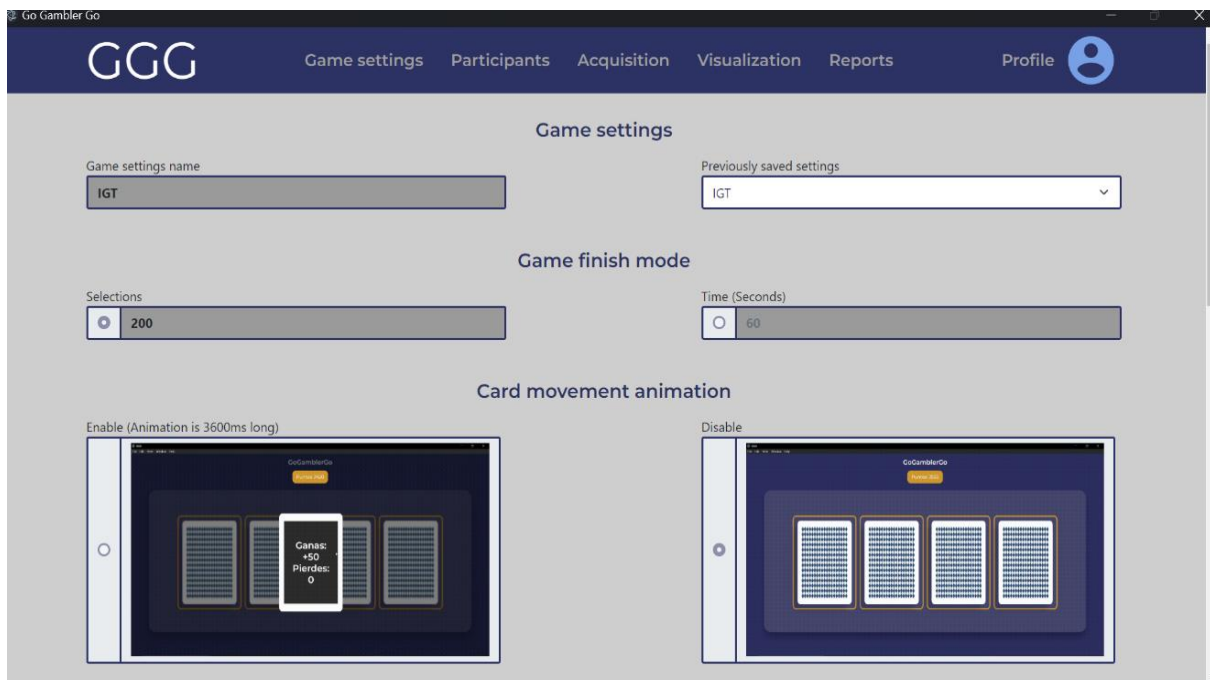 Go Gambler Go
GGG Game settings Participants Acquisition Visualization Reports Profile
Game settings
Game settings name Previously saved settings
IGT IGT
Game finish mode
Selections Time (Seconds)
200 60
Card movement animation
Enable (Animation is 3600ms long) Disable
GoGamblerGo GoGamblerGo
Ganas:
+50
Pierdes:
0